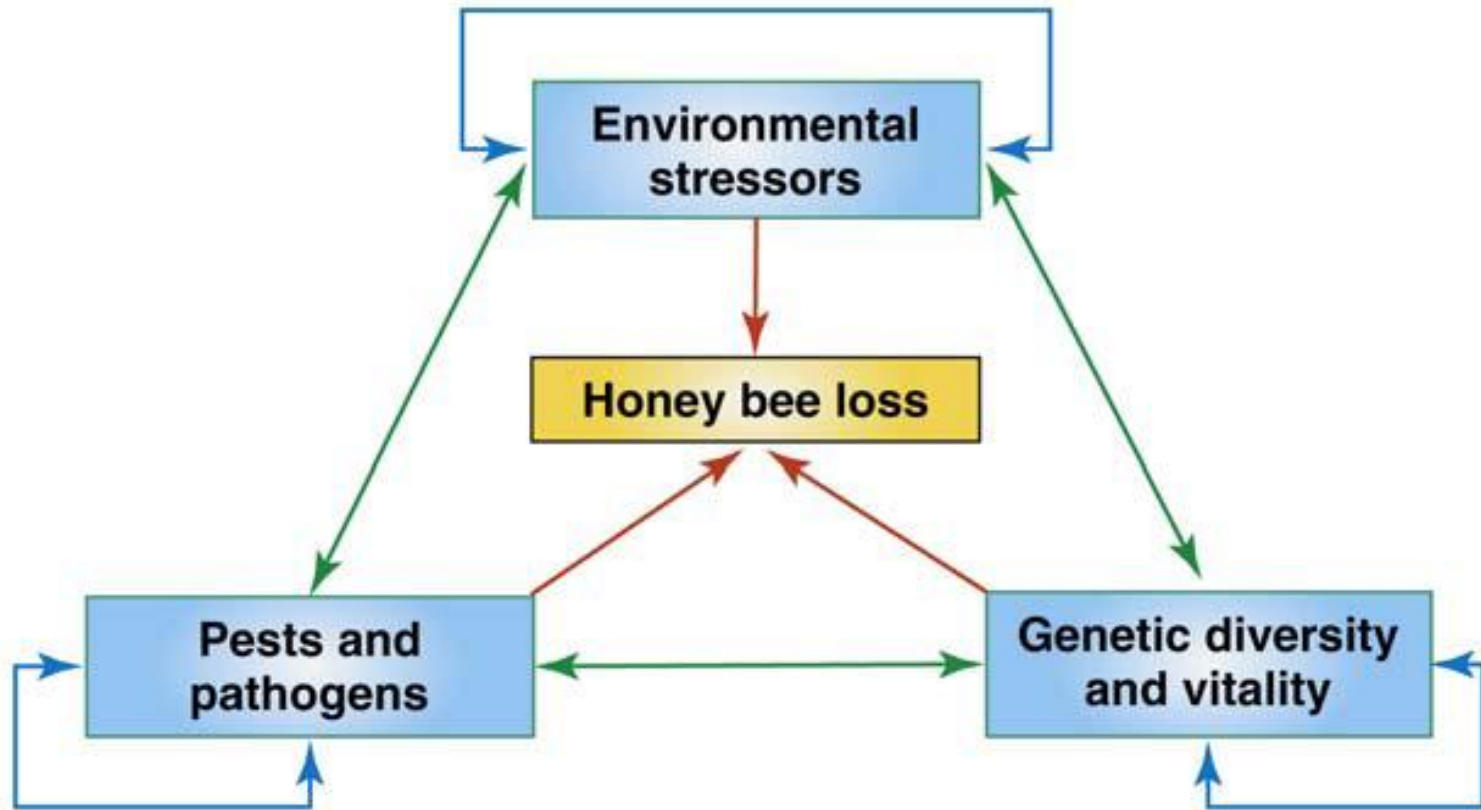 Environmental
stressors
Honey bee loss
Pests and
pathogens
Genetic diversity
and vitality